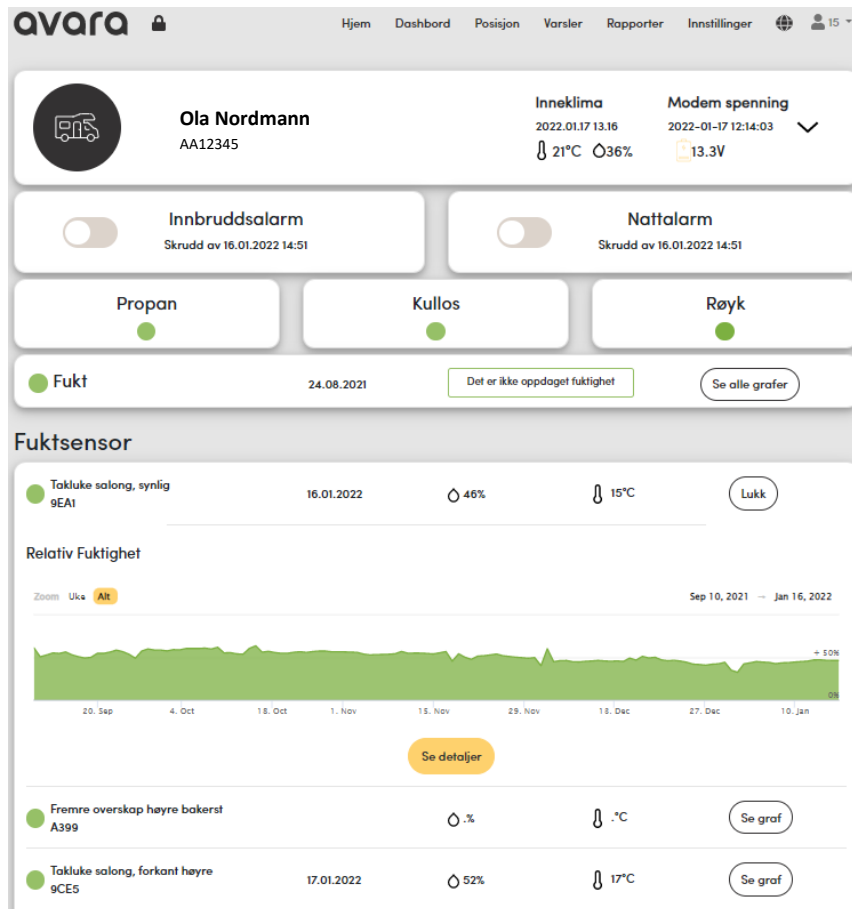 avara
Hjem Dashbord Posisjon Varsler Rapporter Innstillinger 15
Ola Nordmann
AA12345
Inneklima
2022.01.17 13.16
21°C 36%
Modem spenning
2022-01-17 12:14:03
13.3V
Innbruddsalarm
Skrudd av 16.01.2022 14:51
Nattalarm
Skrudd av 16.01.2022 14:51
Propan
Kullos
Røyk
Fukt 24.08.2021 Det er ikke oppdaget fuktighet Se alle grafer
Fuktsensor
Takluke salong, synlig
9EA1
16.01.2022 46% 15°C Lukk
Relativ Fuktighet
Zoom Uke Alt Sep 10, 2021 → Jan 16, 2022
+ 50%
0%
20. Sep 4. Oct 18. Oct 1. Nov 15. Nov 29. Nov 13. Dec 27. Dec 10. Jan
Se detaljer
Fremre overskap høyre bakerst
A399
.% .°C Se graf
Takluke salong, forkant høyre
9CE5
17.01.2022 52% 17°C Se graf